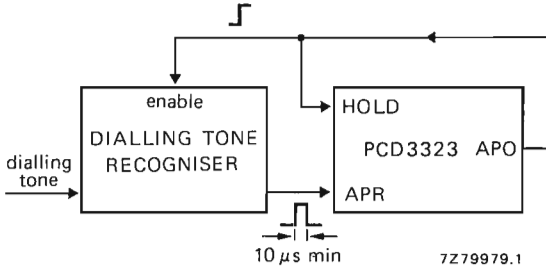 enable
DIALLING TONE
RECOGNISER
dialling
tone
HOLD
PCD3323 APO
APR
10 μs min
7Z79979.1